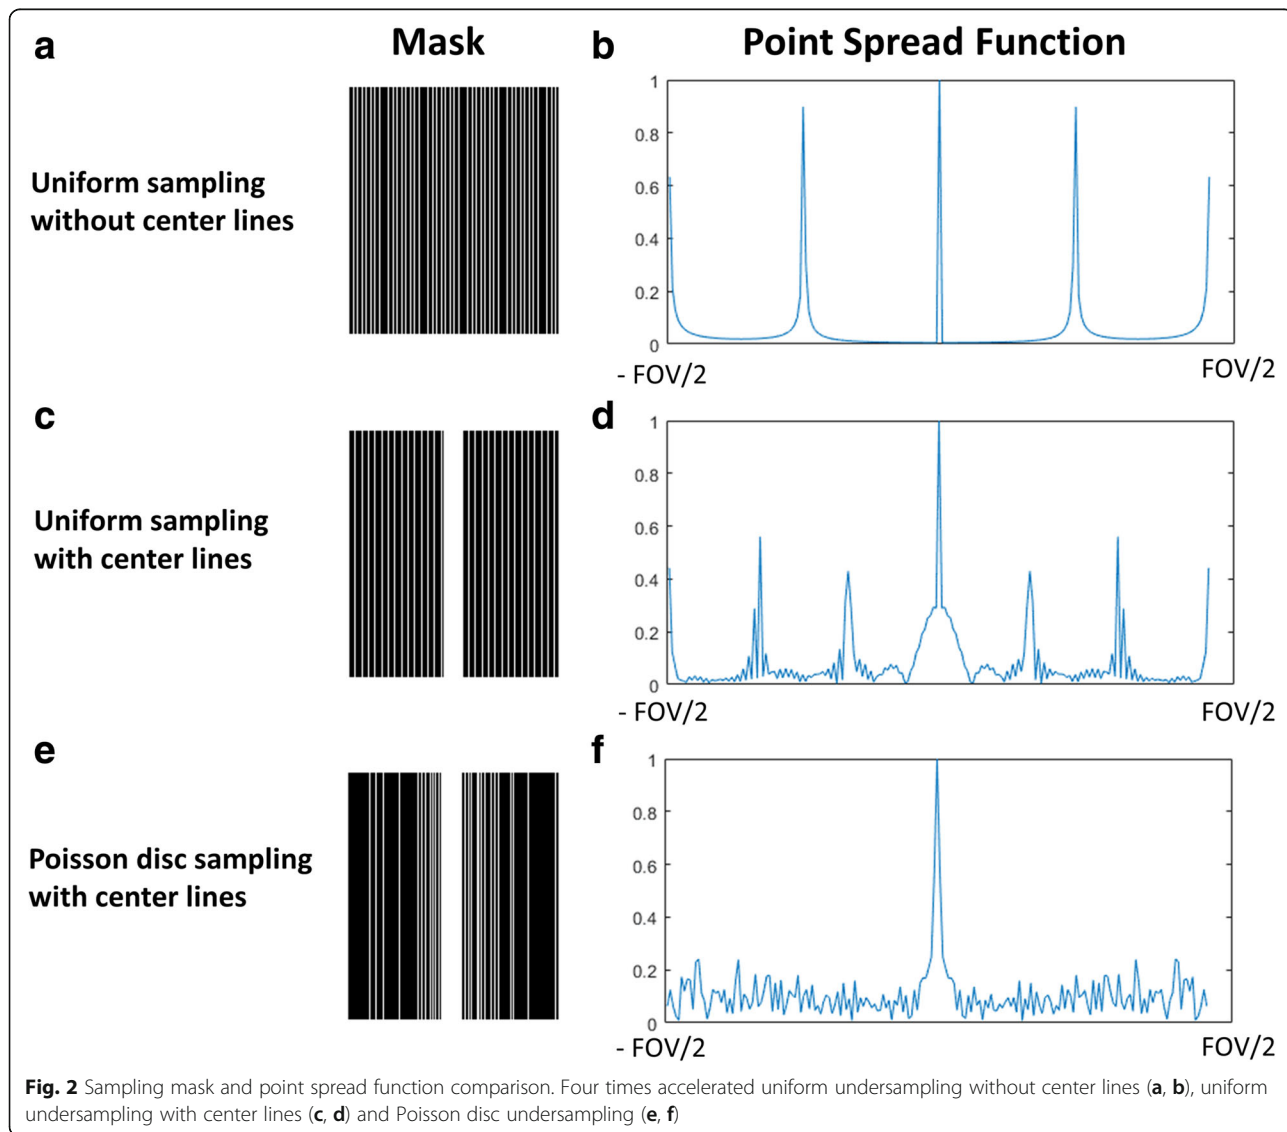 a
Mask
b
Point Spread Function
Uniform sampling
without center lines
1
0.8
0.6
0.4
0.2
0
- FOV/2
FOV/2
c
d
Uniform sampling
with center lines
1
0.8
0.6
0.4
0.2
0
- FOV/2
FOV/2
e
f
Poisson disc sampling
with center lines
1
0.8
0.6
0.4
0.2
0
- FOV/2
FOV/2
Fig. 2 Sampling mask and point spread function comparison. Four times accelerated uniform undersampling without center lines (a, b), uniform
undersampling with center lines (c, d) and Poisson disc undersampling (e, f)